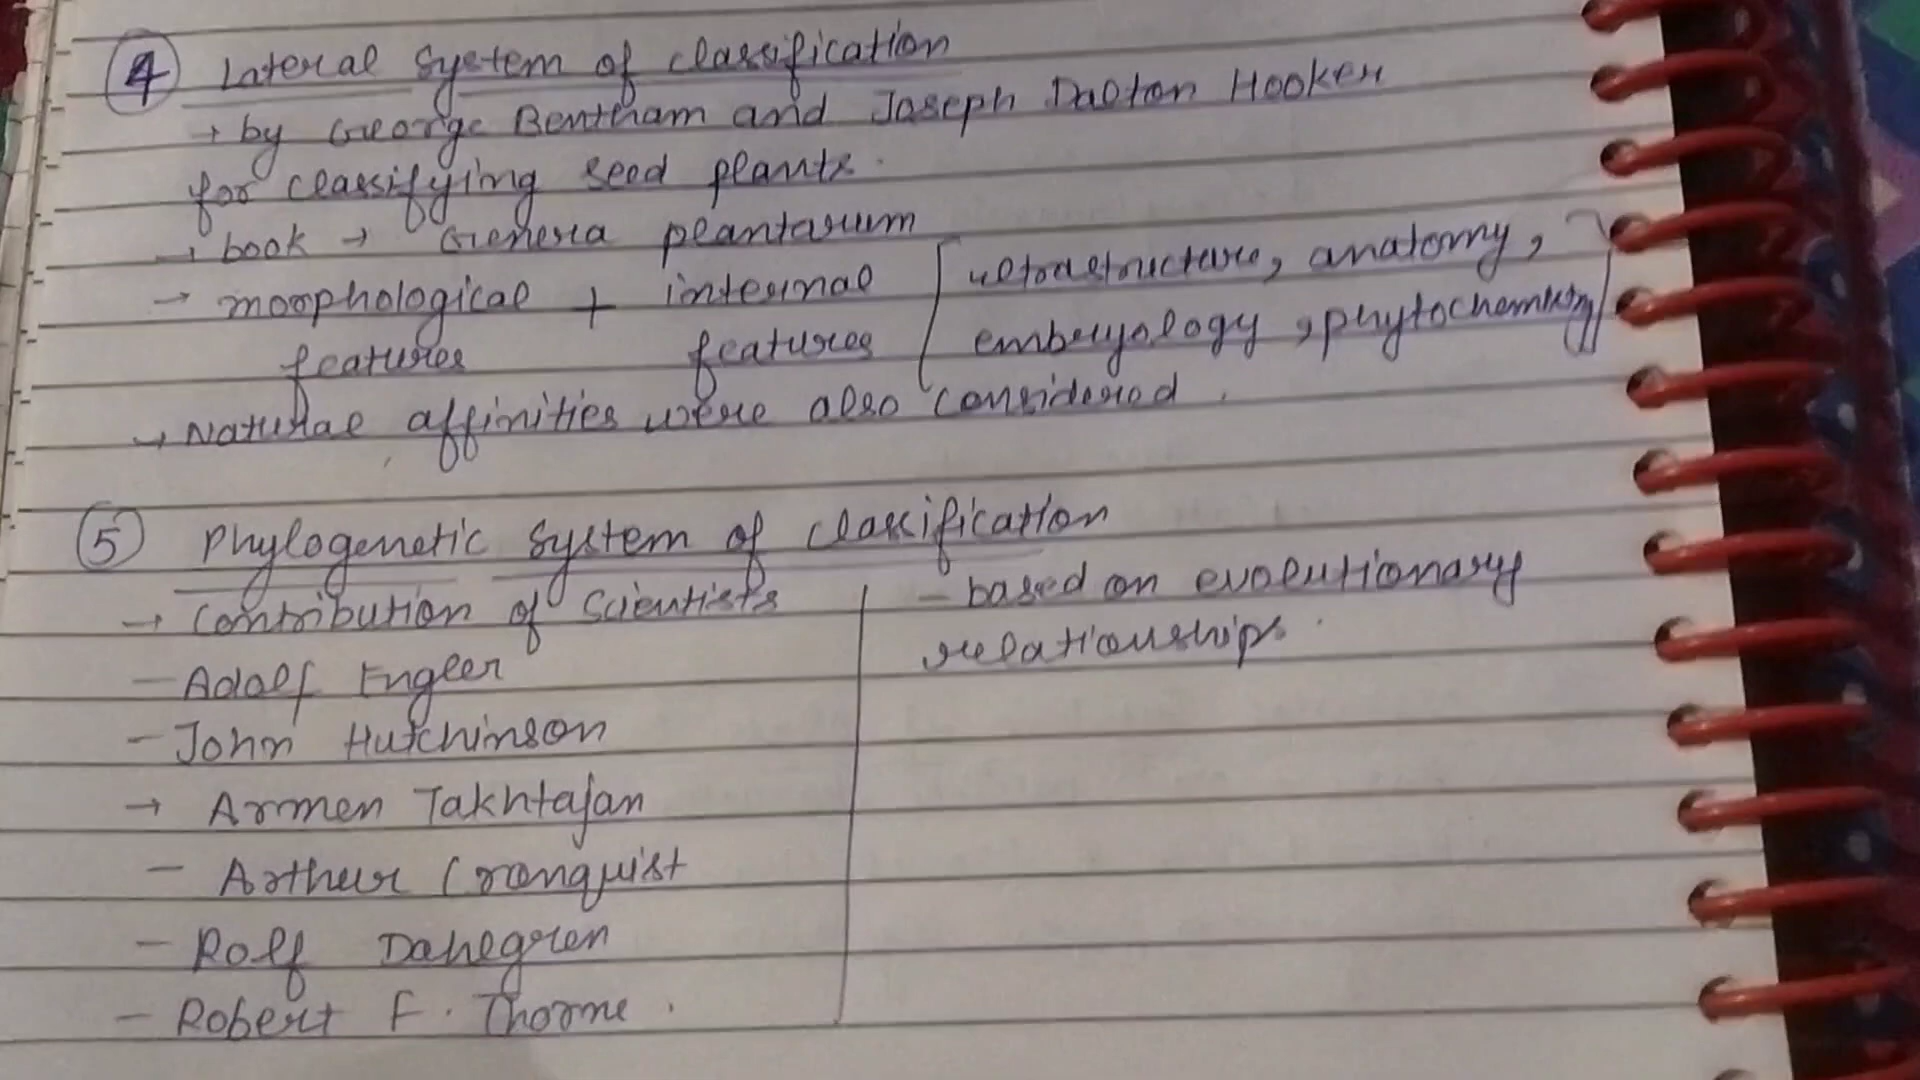 4 Lateral System of classification
→ by George Bentham and Joseph Dalton Hooker
for classifying seed plants.
→ book → Genera plantarum
→ morphological + internal [ultrastructure, anatomy,
features features embryology, phytochemistry]
→ Natural affinities were also considered.
5 Phylogenetic System of classification
→ Contribution of Scientists
- Adolf Engler
- John Hutchinson
→ Armen Takhtajan
- Arthur Cronquist
- Rolf Dahlgren
- Robert F. Thorne.
- based on evolutionary
relationships.